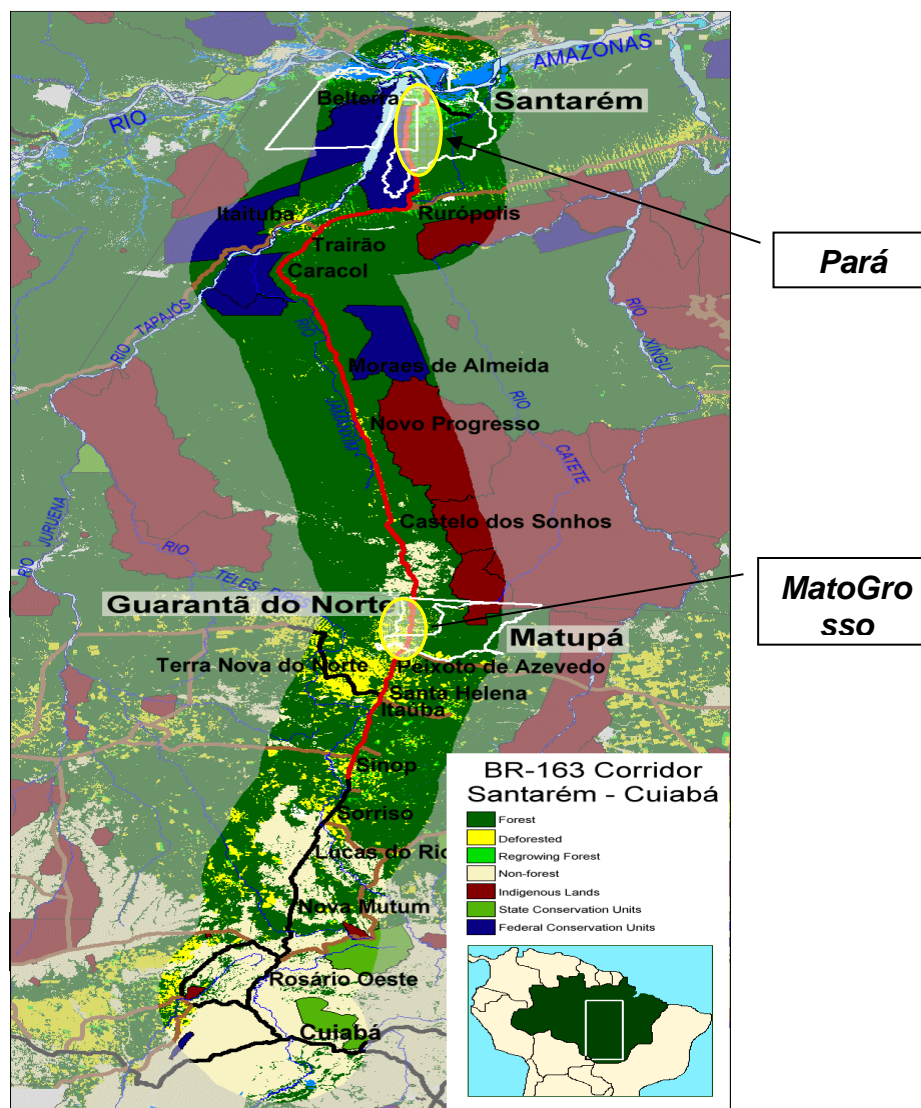 AMAZONAS
RIO
Belterra
Santarém
Itaituba
Rurópolis
Trairão
Caracol
Pará
RIO TAPAJÓS
RIO
XINGU
RIO
JAMANXIN
Moraes de Almeida
Novo Progresso
CATETE
RIO JURUENA
Castelo dos Sonhos
RIO
TELES PIRES
Guarantã do Norte
MatoGro
sso
Matupá
Terra Nova do Norte
Peixoto de Azevedo
Santa Helena
Itaúba
Sinop
Sorriso
Lucas do Rio
Nova Mutum
Rosário Oeste
Cuiabá
BR-163 Corridor
Santarém - Cuiabá
Forest
Deforested
Regrowing Forest
Non-forest
Indigenous Lands
State Conservation Units
Federal Conservation Units